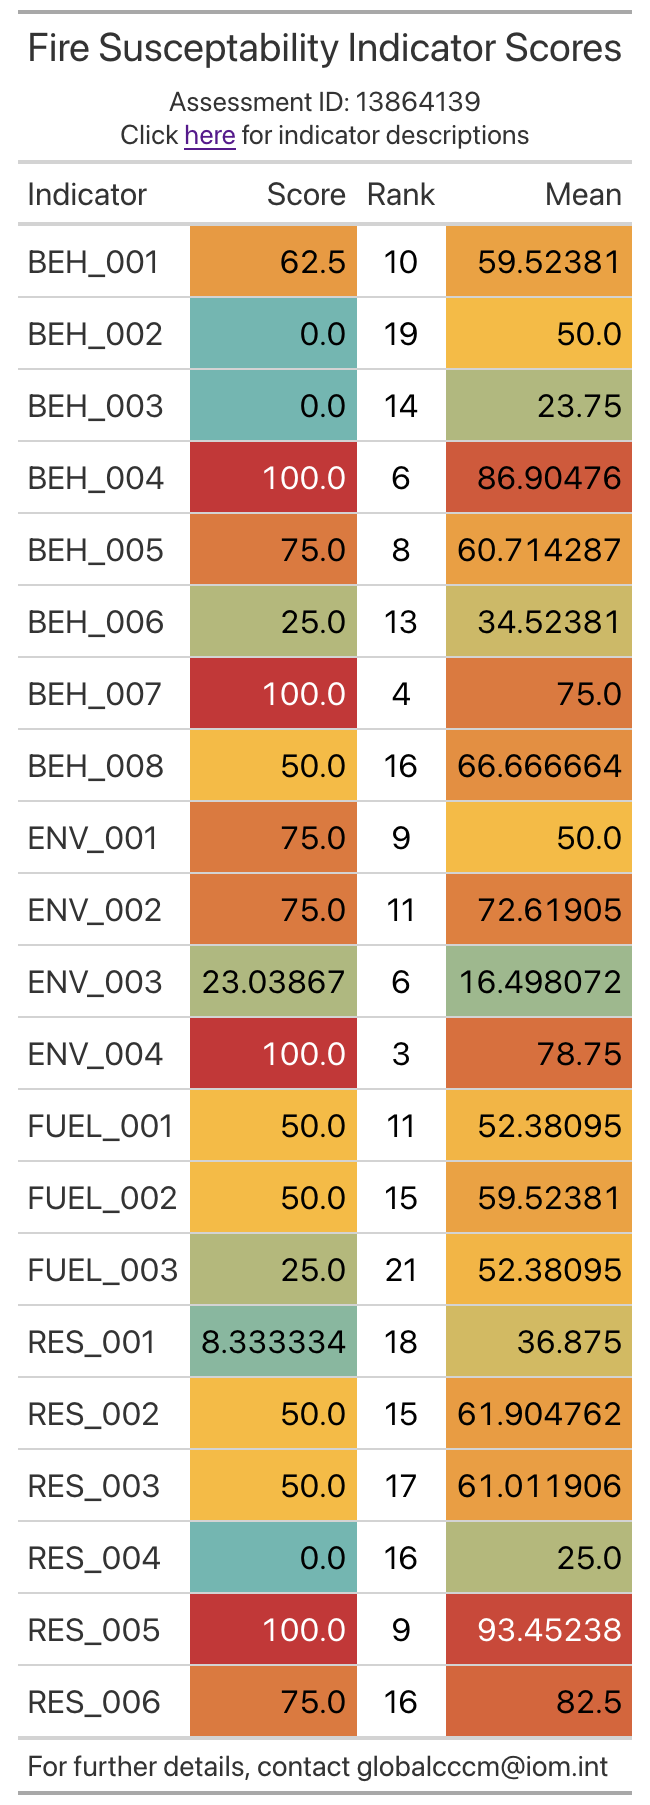 Fire Susceptability Indicator Scores
Assessment ID: 13864139
Click here for indicator descriptions
Indicator Score Rank Mean
BEH_001 62.5 10 59.52381
BEH_002 0.0 19 50.0
BEH_003 0.0 14 23.75
BEH_004 100.0 6 86.90476
BEH_005 75.0 8 60.714287
BEH_006 25.0 13 34.52381
BEH_007 100.0 4 75.0
BEH_008 50.0 16 66.666664
ENV_001 75.0 9 50.0
ENV_002 75.0 11 72.61905
ENV_003 23.03867 6 16.498072
ENV_004 100.0 3 78.75
FUEL_001 50.0 11 52.38095
FUEL_002 50.0 15 59.52381
FUEL_003 25.0 21 52.38095
RES_001 8.333334 18 36.875
RES_002 50.0 15 61.904762
RES_003 50.0 17 61.011906
RES_004 0.0 16 25.0
RES_005 100.0 9 93.45238
RES_006 75.0 16 82.5
For further details, contact globalcccm@iom.int